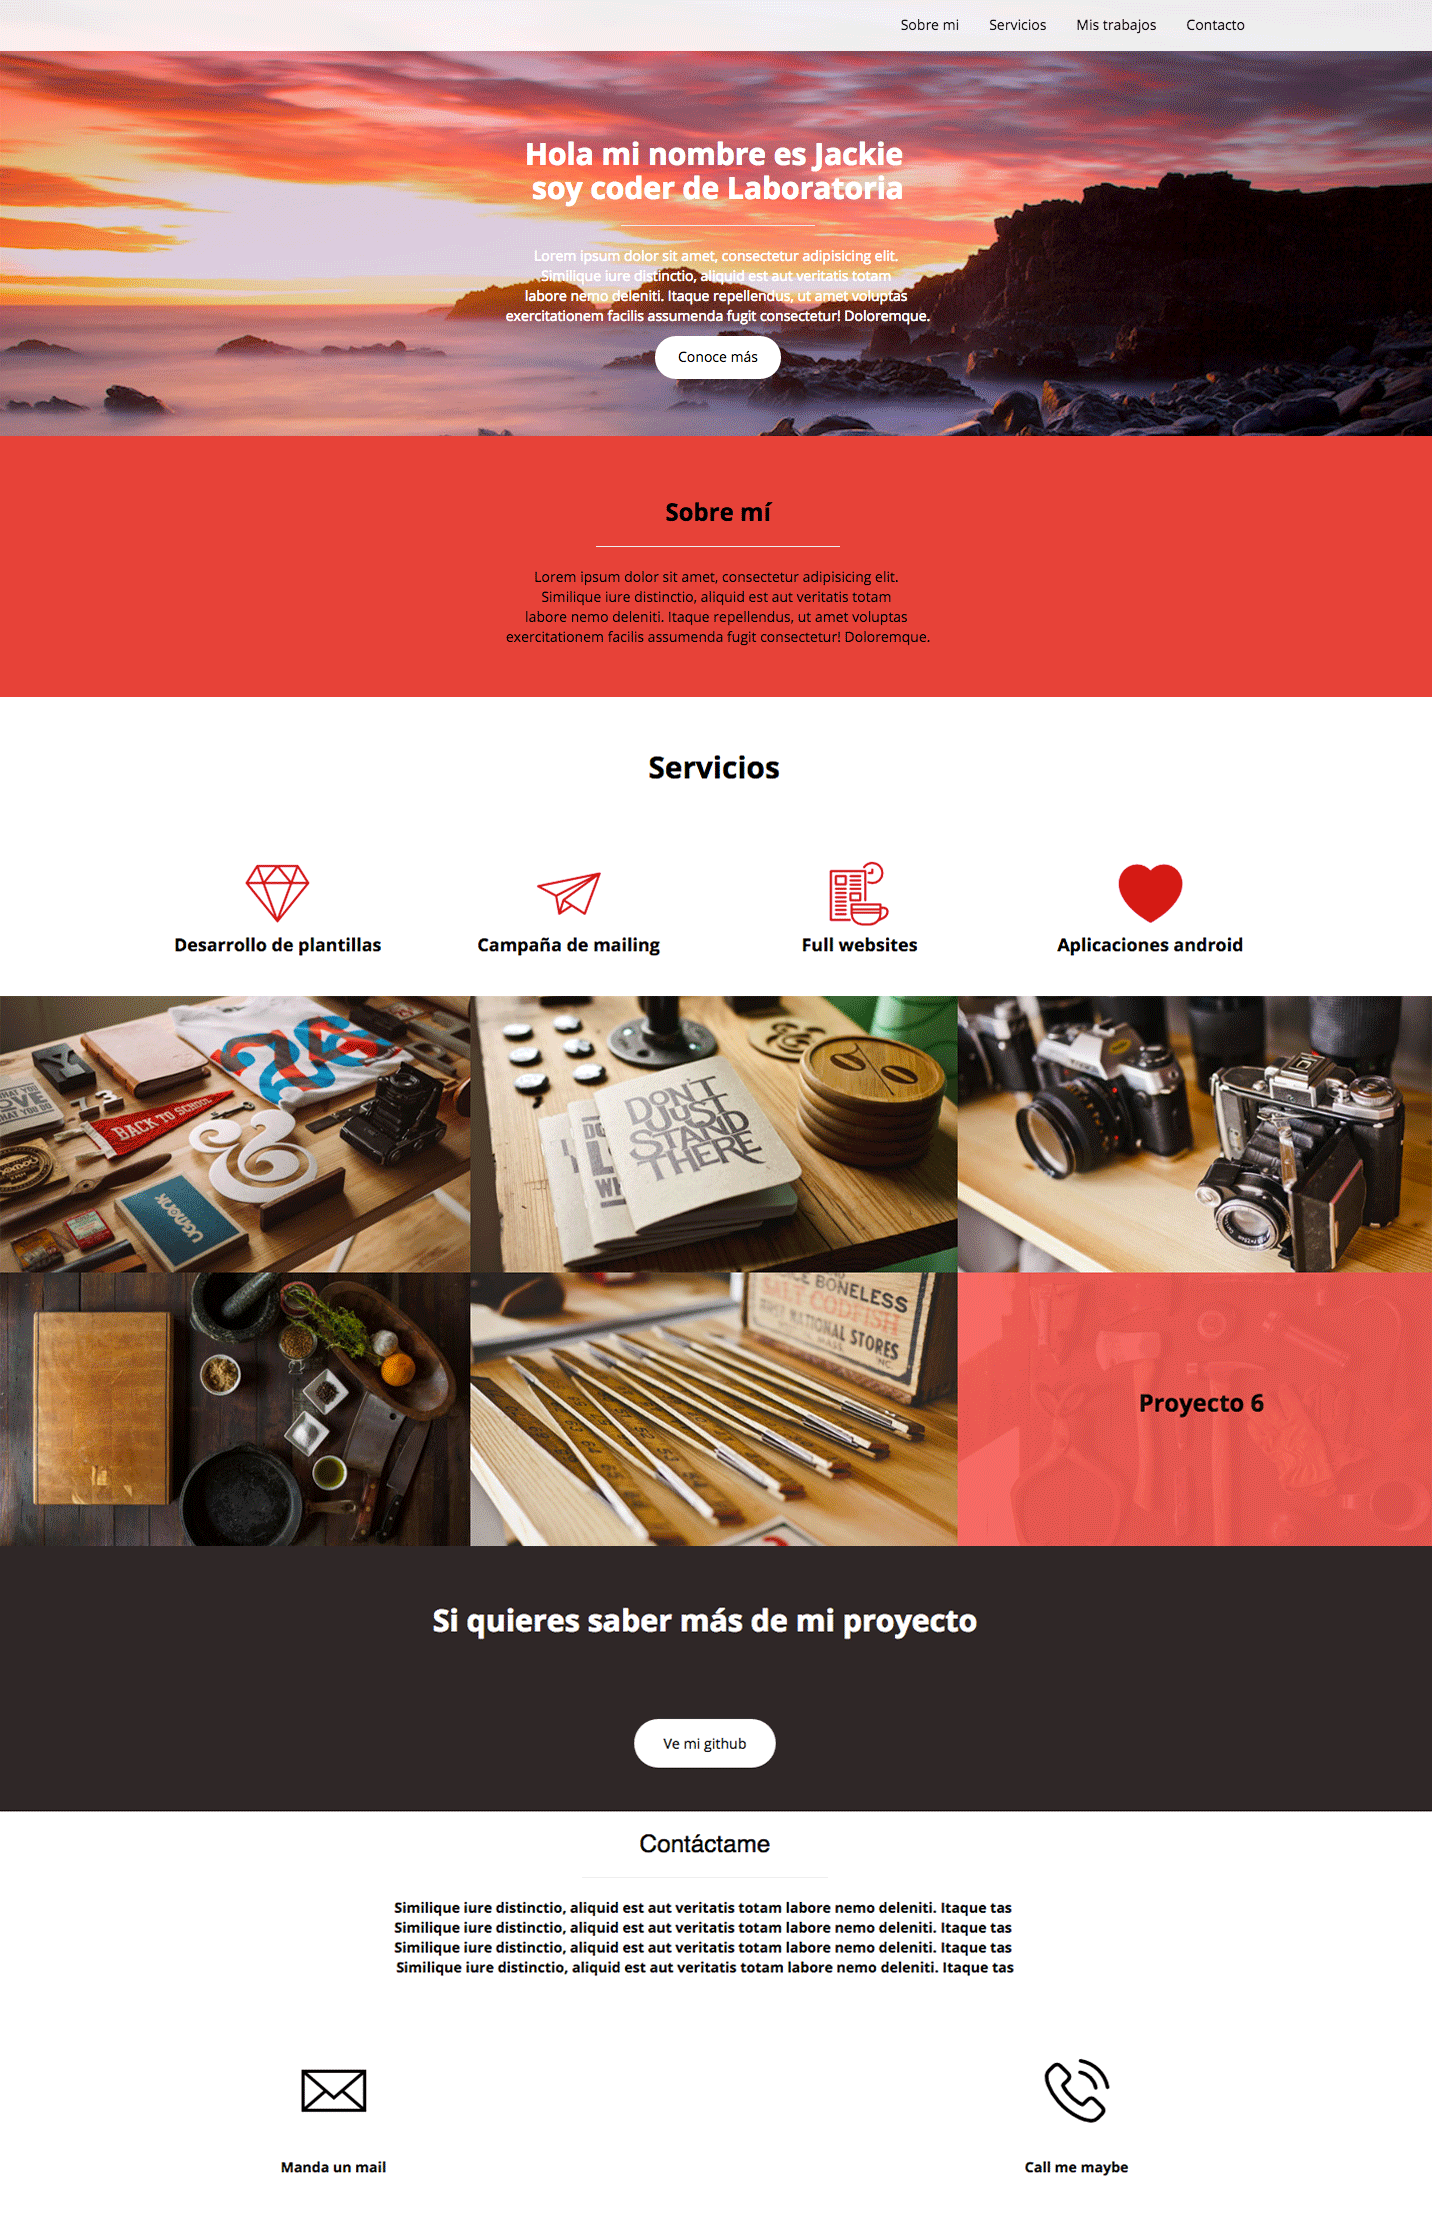 Sobre mi Servicios Mis trabajos Contacto
Hola mi nombre es Jackie
soy coder de Laboratoria
Lorem ipsum dolor sit amet, consectetur adipisicing elit.
Similique iure distinctio, aliquid est aut veritatis totam
labore nemo deleniti. Itaque repellendus, ut amet voluptas
exercitationem facilis assumenda fugit consectetur! Doloremque.
Conoce más
Sobre mí
Lorem ipsum dolor sit amet, consectetur adipisicing elit.
Similique iure distinctio, aliquid est aut veritatis totam
labore nemo deleniti. Itaque repellendus, ut amet voluptas
exercitationem facilis assumenda fugit consectetur! Doloremque.
Servicios
Desarrollo de plantillas
Campaña de mailing
Full websites
Aplicaciones android
WHAT YOU
LOVE
WHAT YOU DO
BACK TO SCHOOL
UGMONK
DON'T
JUST
STAND
THERE
BONELESS
SALT CODFISH
NATIONAL STORES
INC.
Proyecto 6
Si quieres saber más de mi proyecto
Ve mi github
Contáctame
Similique iure distinctio, aliquid est aut veritatis totam labore nemo deleniti. Itaque tas
Similique iure distinctio, aliquid est aut veritatis totam labore nemo deleniti. Itaque tas
Similique iure distinctio, aliquid est aut veritatis totam labore nemo deleniti. Itaque tas
Similique iure distinctio, aliquid est aut veritatis totam labore nemo deleniti. Itaque tas
Manda un mail
Call me maybe